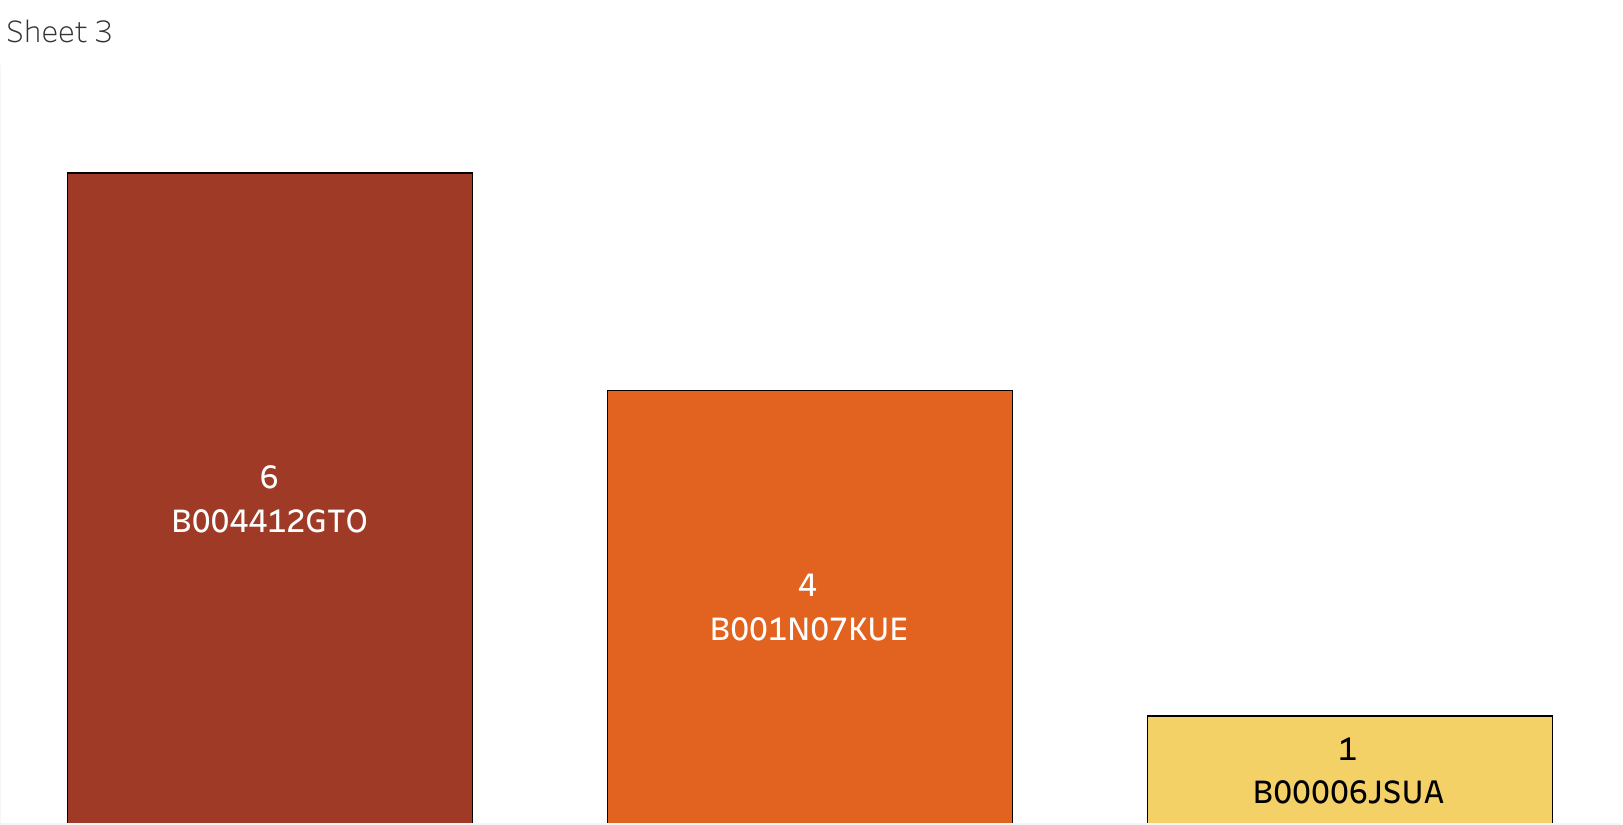 Sheet 3
6
B004412GTO
4
B001N07KUE
1
B00006JSUA